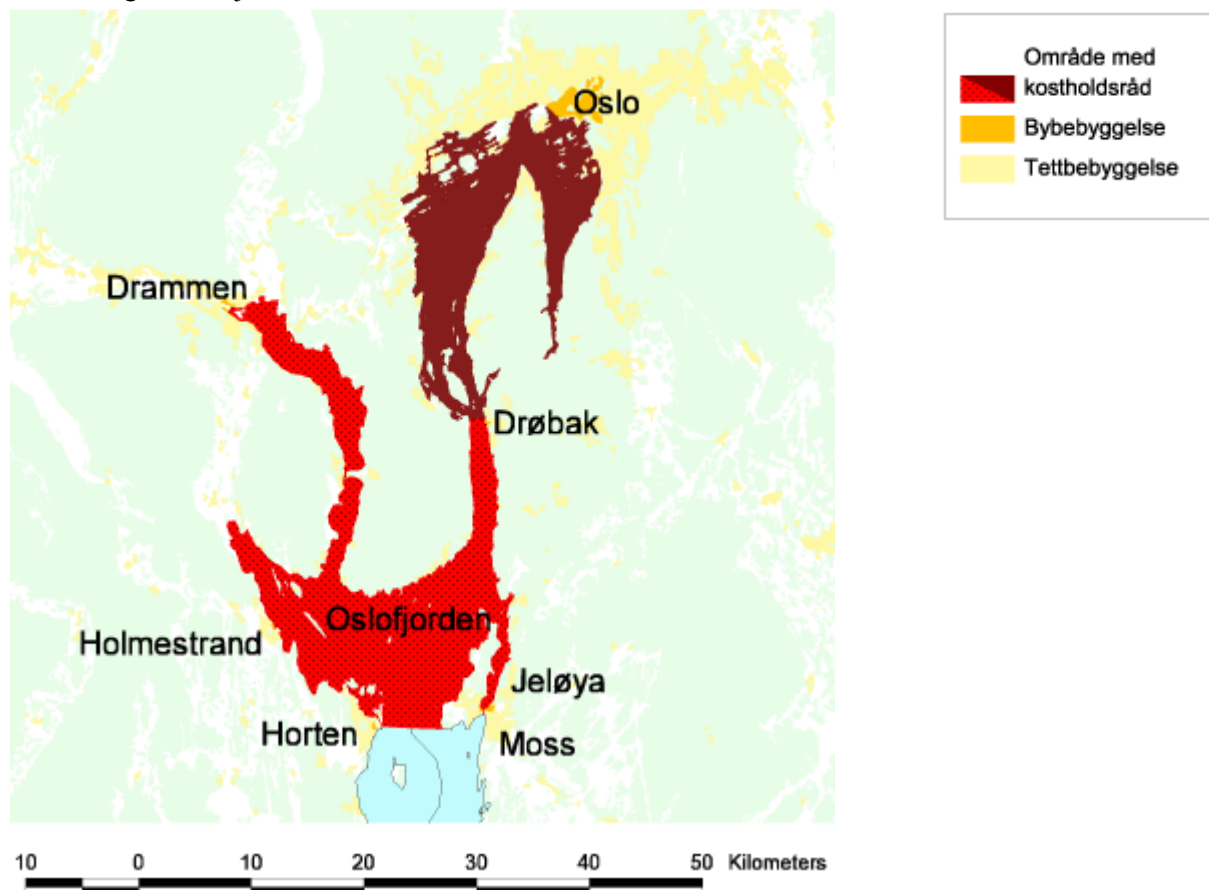 Område med
kostholdsråd
Bybebyggelse
Tettbebyggelse
Oslo
Drammen
Drøbak
Oslofjorden
Holmestrand
Jeløya
Horten
Moss
10 0 10 20 30 40 50 Kilometers